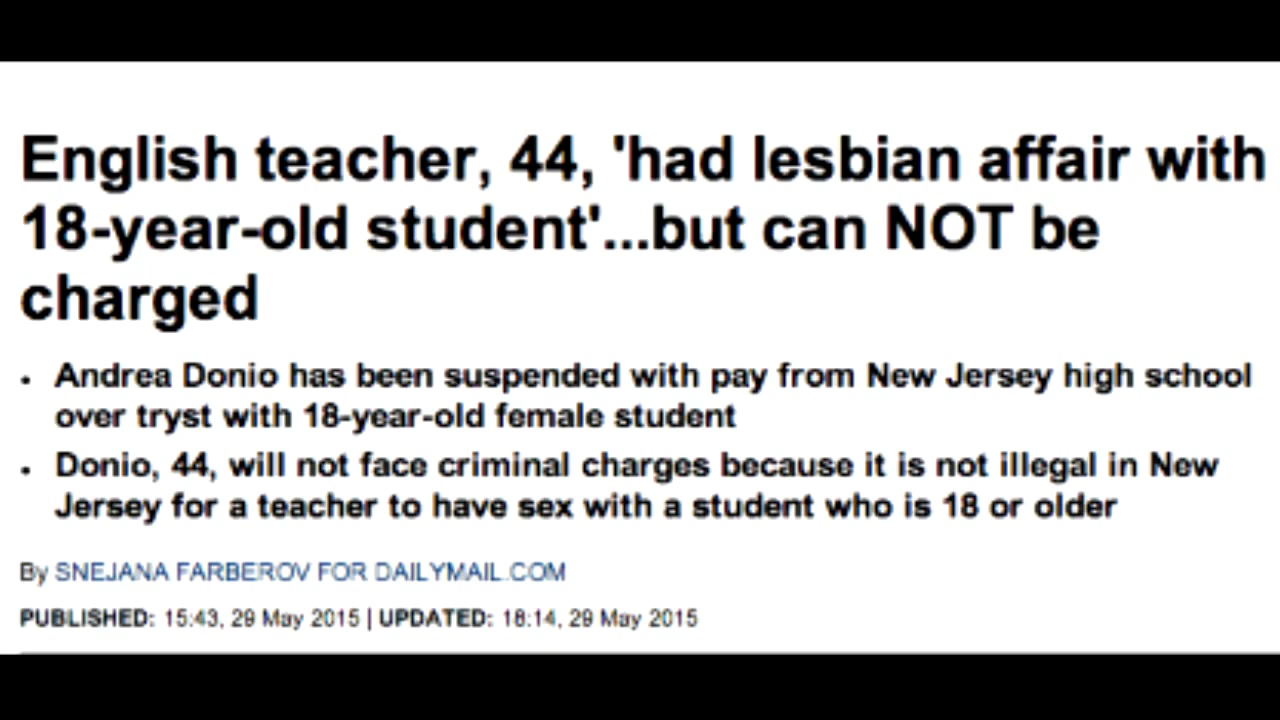 English teacher, 44, 'had lesbian affair with
18-year-old student'...but can NOT be
charged
• Andrea Donio has been suspended with pay from New Jersey high school
over tryst with 18-year-old female student
• Donio, 44, will not face criminal charges because it is not illegal in New
Jersey for a teacher to have sex with a student who is 18 or older
By SNEJANA FARBEROV FOR DAILYMAIL.COM
PUBLISHED: 15:43, 29 May 2015 | UPDATED: 18:14, 29 May 2015